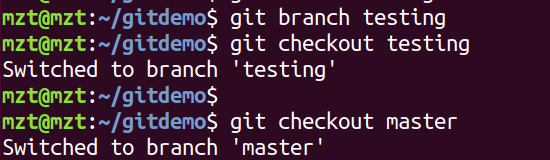 mzt@mzt:~/gitdemo$ git branch testing
mzt@mzt:~/gitdemo$ git checkout testing
Switched to branch 'testing'
mzt@mzt:~/gitdemo$
mzt@mzt:~/gitdemo$ git checkout master
Switched to branch 'master'